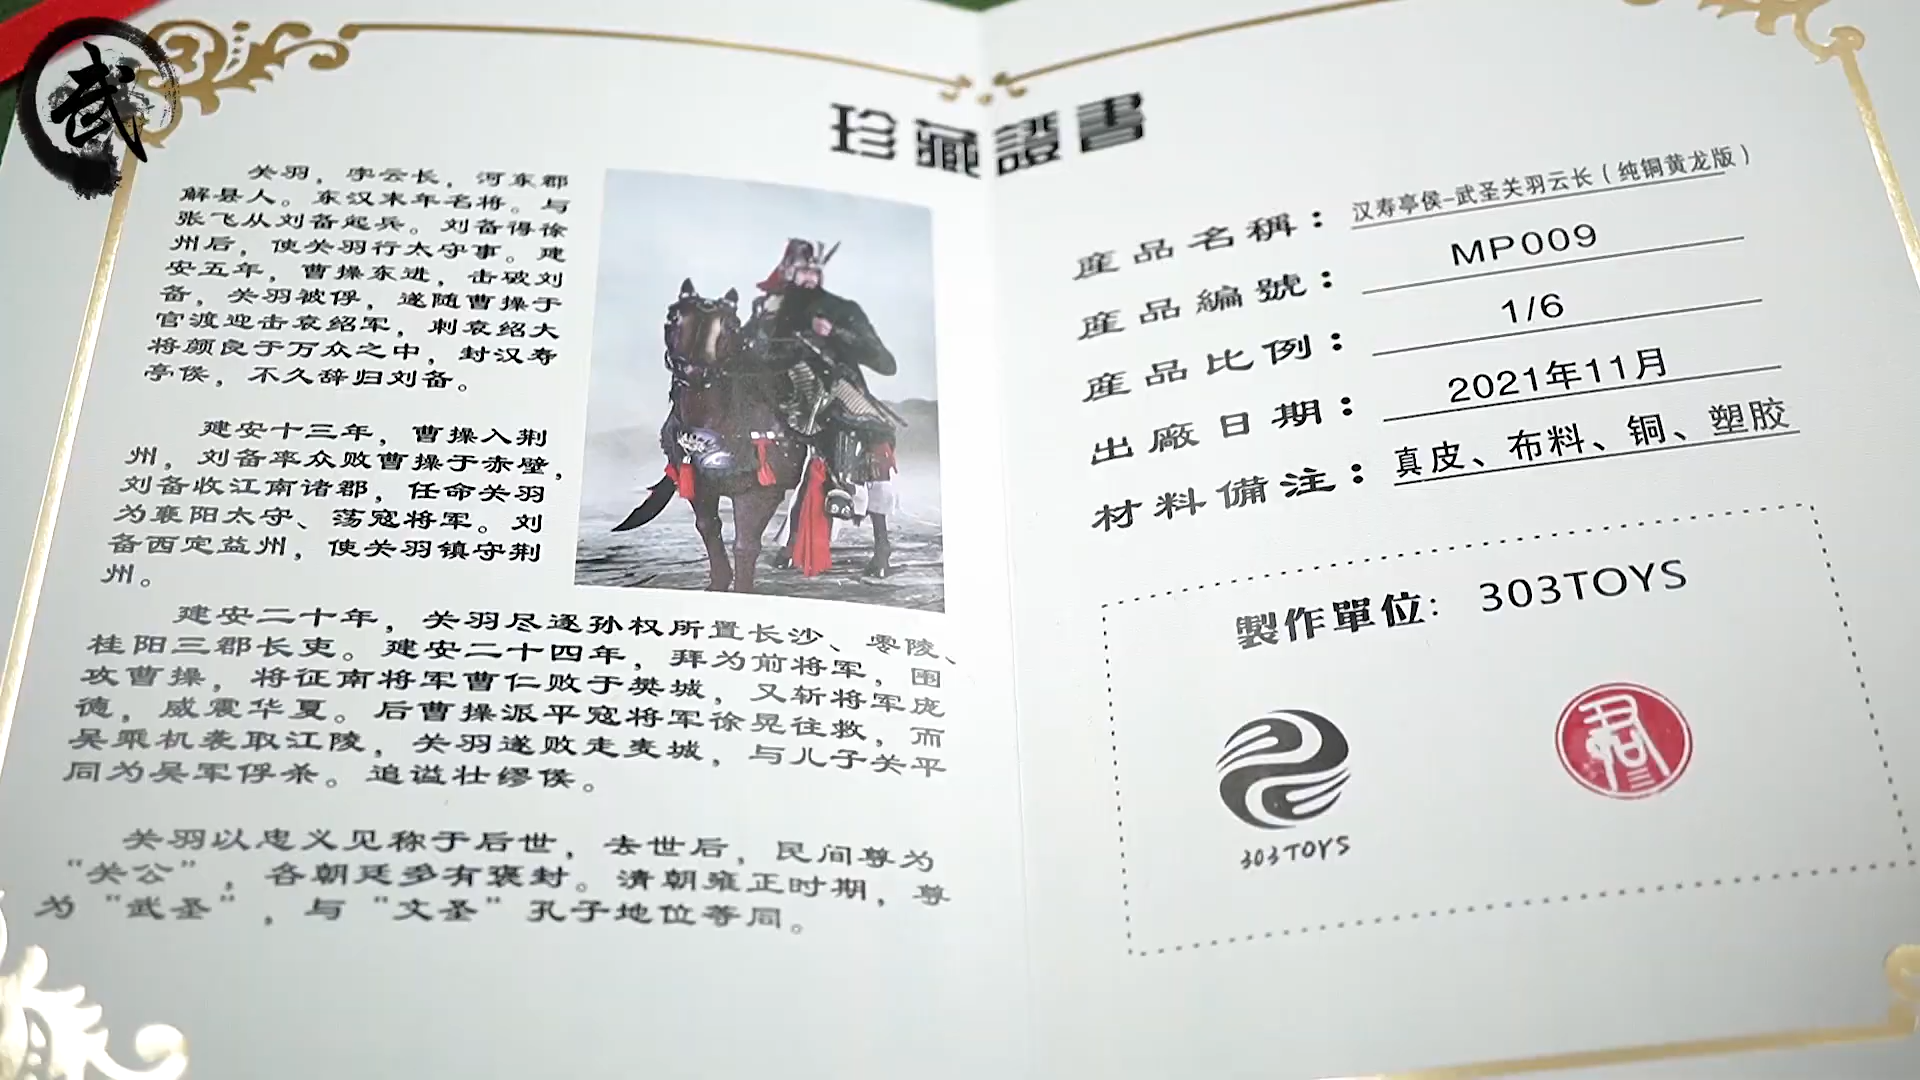 武
珍藏證書
关羽，字云长，河东郡
解县人。东汉末年名将。与
张飞从刘备起兵。刘备得徐
州后，使关羽行太守事。建
安五年，曹操东进，击破刘
备，关羽被俘，遂随曹操于
官渡迎击袁绍军，刺袁绍大
将颜良于万众之中，封汉寿
亭侯，不久辞归刘备。
建安十三年，曹操入荆
州，刘备率众败曹操于赤壁，
刘备收江南诸郡，任命关羽
为襄阳太守、荡寇将军。刘
备西定益州，使关羽镇守荆
州。
建安二十年，关羽尽逐孙权所置长沙、零陵、
桂阳三郡长吏。建安二十四年，拜为前将军，围
攻曹操，将征南将军曹仁败于樊城，又斩将军庞
德，威震华夏。后曹操派平寇将军徐晃往救，而
吴乘机袭取江陵，关羽遂败走麦城，与儿子关平
同为吴军俘杀。追谥壮缪侯。
关羽以忠义见称于后世，去世后，民间尊为
“关公”，各朝廷多有褒封。清朝雍正时期，尊
为“武圣”，与“文圣”孔子地位等同。
産品名稱：汉寿亭侯-武圣关羽云长（纯铜黄龙版）
産品編號：MP009
産品比例：1/6
出廠日期：2021年11月
材料備注：真皮、布料、铜、塑胶
製作單位：303TOYS
303TOYS